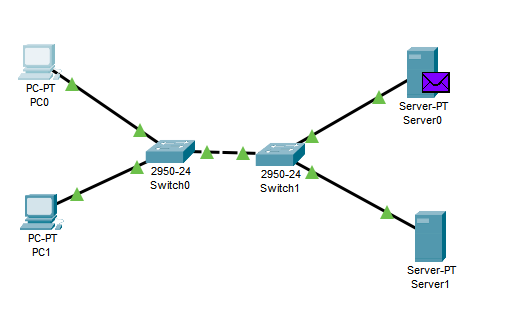 PC-PT
PC0
2950-24
Switch0
2950-24
Switch1
Server-PT
Server0
PC-PT
PC1
Server-PT
Server1